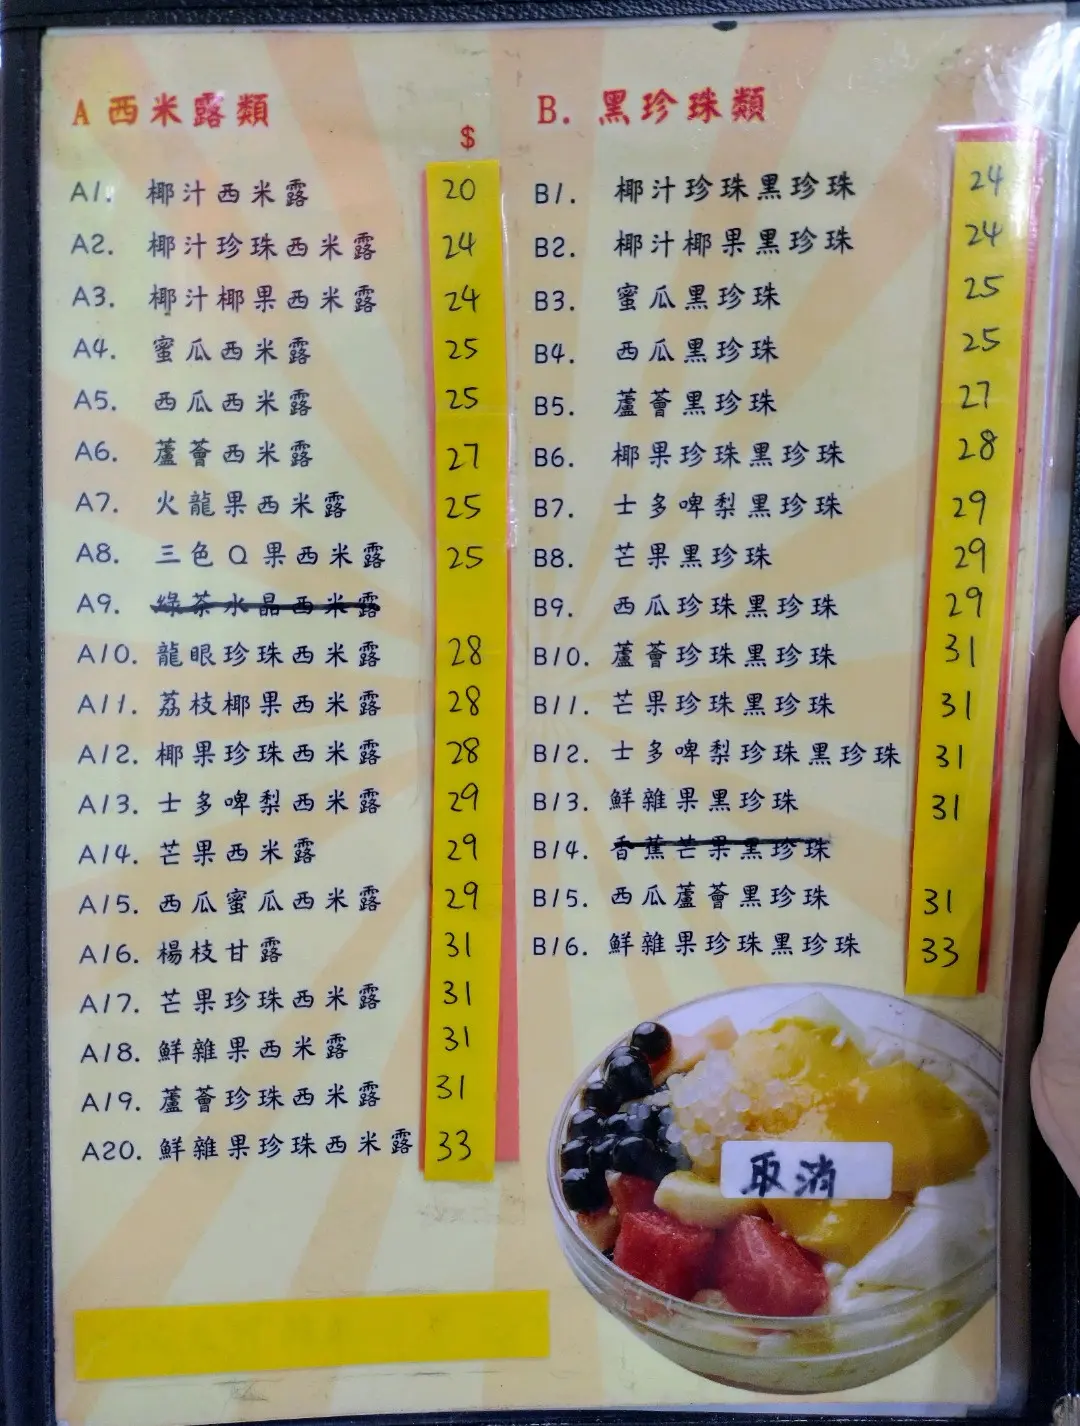 A 西米露類
$
A1. 椰汁西米露 20
A2. 椰汁珍珠西米露 24
A3. 椰汁椰果西米露 24
A4. 蜜瓜西米露 25
A5. 西瓜西米露 25
A6. 蘆薈西米露 27
A7. 火龍果西米露 25
A8. 三色Q果西米露 25
A9. 綠茶水晶西米露
A10. 龍眼珍珠西米露 28
A11. 荔枝椰果西米露 28
A12. 椰果珍珠西米露 28
A13. 士多啤梨西米露 29
A14. 芒果西米露 29
A15. 西瓜蜜瓜西米露 29
A16. 楊枝甘露 31
A17. 芒果珍珠西米露 31
A18. 鮮雜果西米露 31
A19. 蘆薈珍珠西米露 31
A20. 鮮雜果珍珠西米露 33
B. 黑珍珠類
B1. 椰汁珍珠黑珍珠 24
B2. 椰汁椰果黑珍珠 24
B3. 蜜瓜黑珍珠 25
B4. 西瓜黑珍珠 25
B5. 蘆薈黑珍珠 27
B6. 椰果珍珠黑珍珠 28
B7. 士多啤梨黑珍珠 29
B8. 芒果黑珍珠 29
B9. 西瓜珍珠黑珍珠 29
B10. 蘆薈珍珠黑珍珠 31
B11. 芒果珍珠黑珍珠 31
B12. 士多啤梨珍珠黑珍珠 31
B13. 鮮雜果黑珍珠 31
B14. 香蕉芒果黑珍珠
B15. 西瓜蘆薈黑珍珠 31
B16. 鮮雜果珍珠黑珍珠 33
取消